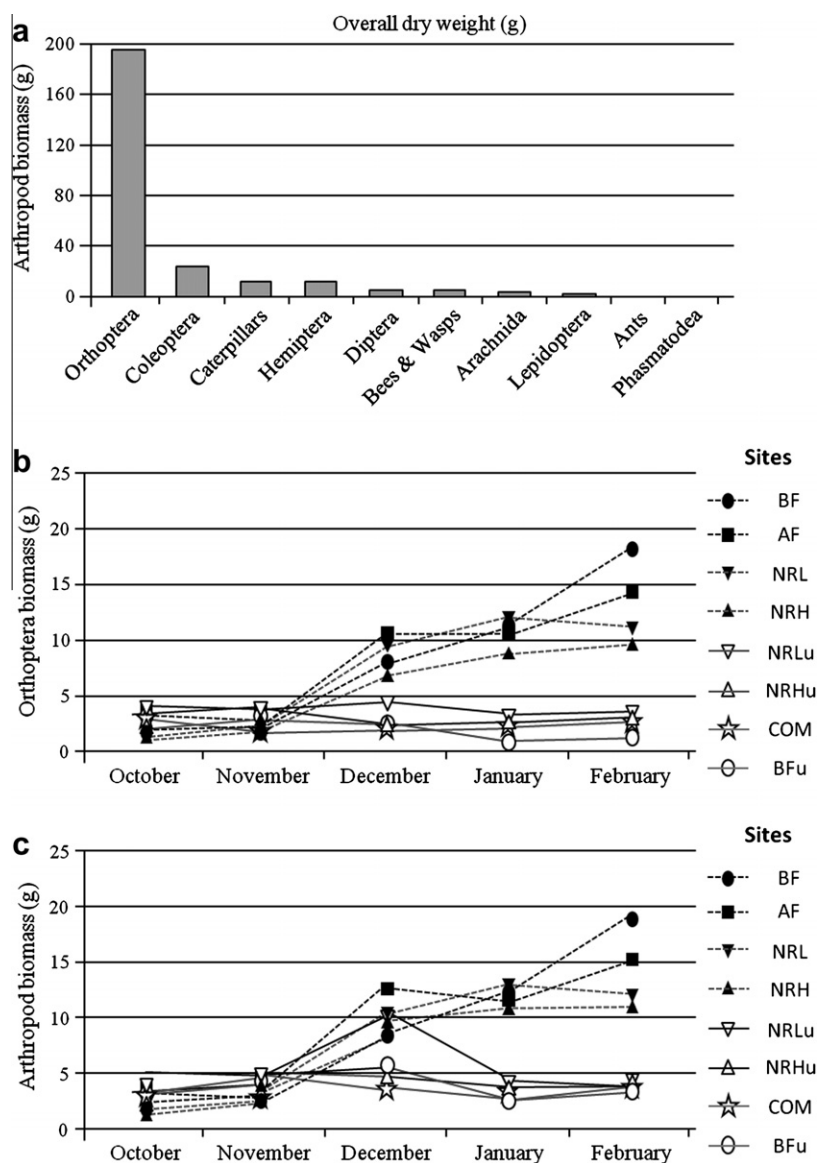 a
Overall dry weight (g)
Arthropod biomass (g)
200
160
120
80
40
0
Orthoptera
Coleoptera
Caterpillars
Hemiptera
Diptera
Bees & Wasps
Arachnida
Lepidoptera
Ants
Phasmatodea
b
Orthoptera biomass (g)
25
20
15
10
5
0
October November December January February
Sites
BF
AF
NRL
NRH
NRLu
NRHu
COM
BFu
c
Arthropod biomass (g)
25
20
15
10
5
0
October November December January February
Sites
BF
AF
NRL
NRH
NRLu
NRHu
COM
BFu